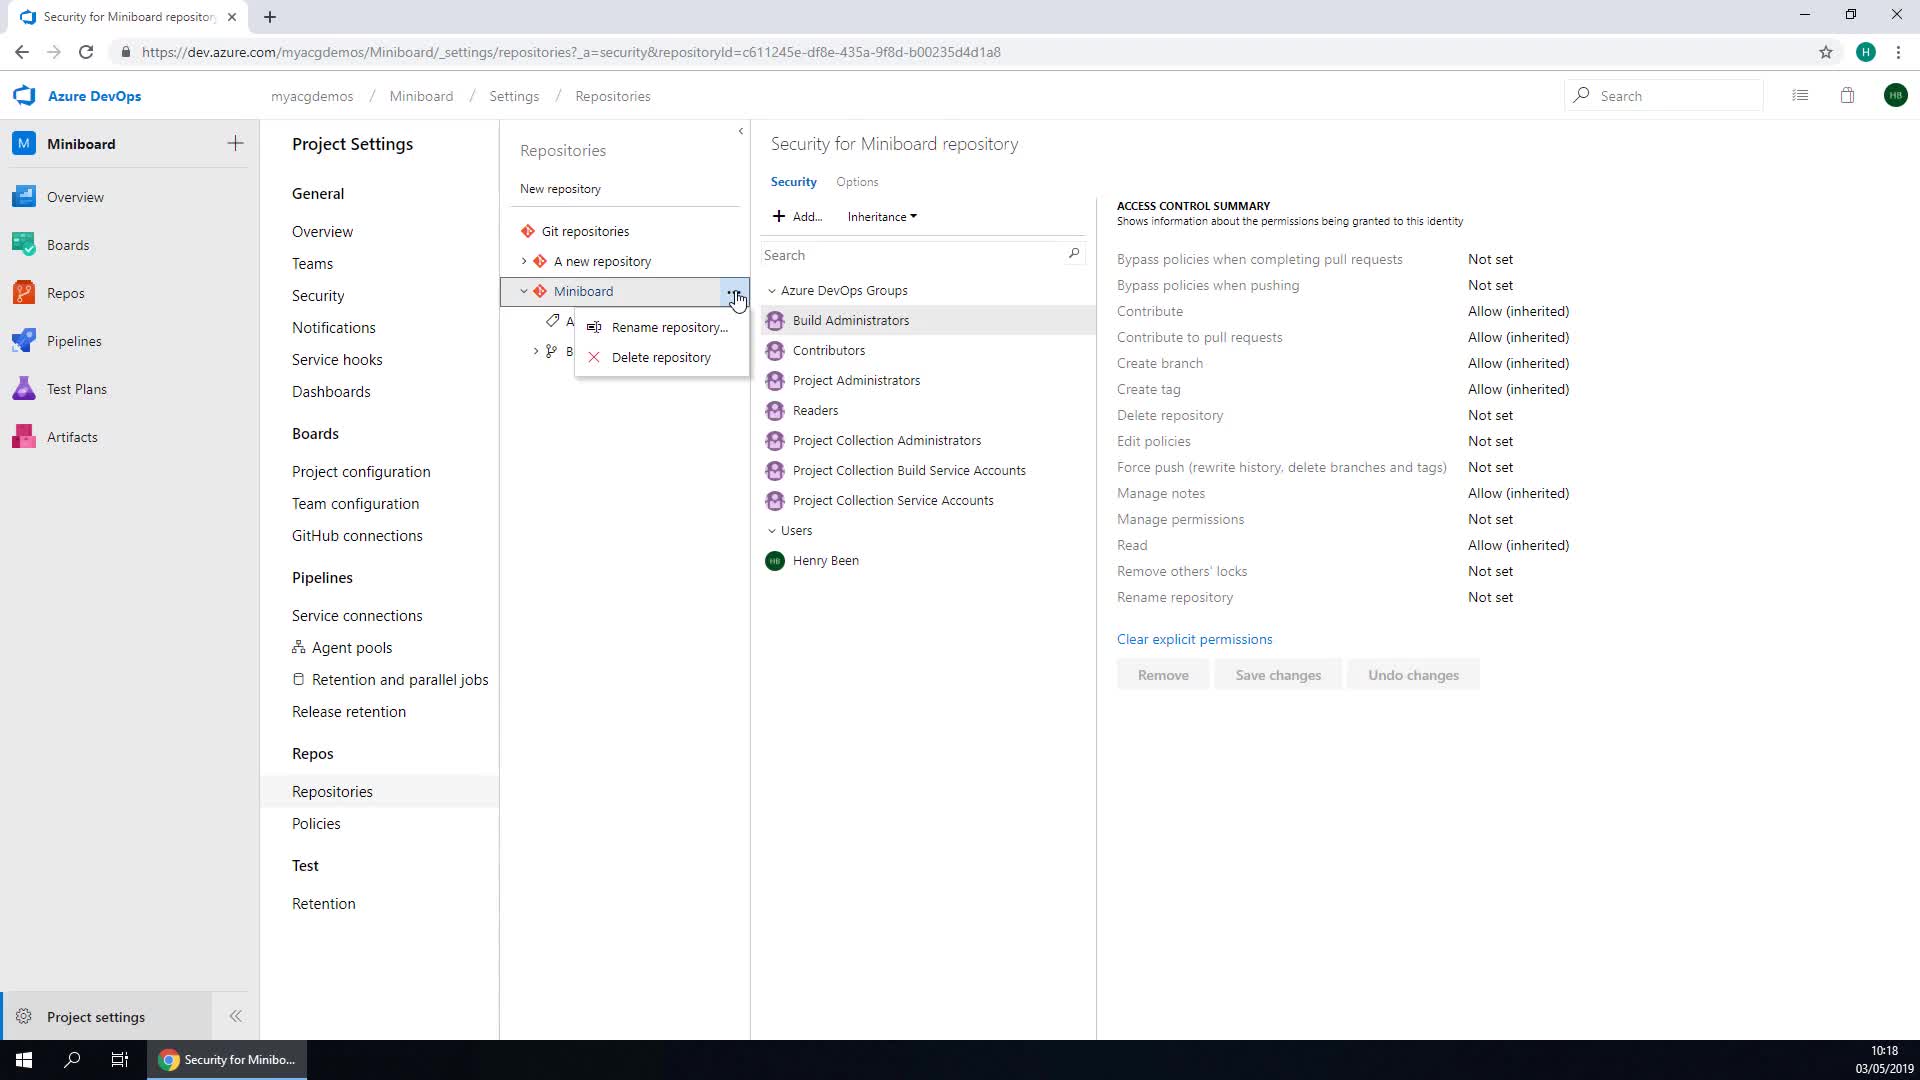 Security for Miniboard repository
https://dev.azure.com/myacgdemos/Miniboard/_settings/repositories?_a=security&repositoryId=c611245e-df8e-435a-9f8d-b00235d4d1a8
H
Azure DevOps
myacgdemos / Miniboard / Settings / Repositories
Search
HB
M Miniboard
Overview
Boards
Repos
Pipelines
Test Plans
Artifacts
Project settings
Project Settings
General
Overview
Teams
Security
Notifications
Service hooks
Dashboards
Boards
Project configuration
Team configuration
GitHub connections
Pipelines
Service connections
Agent pools
Retention and parallel jobs
Release retention
Repos
Repositories
Policies
Test
Retention
Repositories
New repository
Git repositories
A new repository
Miniboard
A
B
Rename repository...
Delete repository
Security for Miniboard repository
Security Options
Add... Inheritance
Search
Azure DevOps Groups
Build Administrators
Contributors
Project Administrators
Readers
Project Collection Administrators
Project Collection Build Service Accounts
Project Collection Service Accounts
Users
HB Henry Been
ACCESS CONTROL SUMMARY
Shows information about the permissions being granted to this identity
Bypass policies when completing pull requests Not set
Bypass policies when pushing Not set
Contribute Allow (inherited)
Contribute to pull requests Allow (inherited)
Create branch Allow (inherited)
Create tag Allow (inherited)
Delete repository Not set
Edit policies Not set
Force push (rewrite history, delete branches and tags) Not set
Manage notes Allow (inherited)
Manage permissions Not set
Read Allow (inherited)
Remove others' locks Not set
Rename repository Not set
Clear explicit permissions
Remove Save changes Undo changes
Security for Minibo...
10:18
03/05/2019